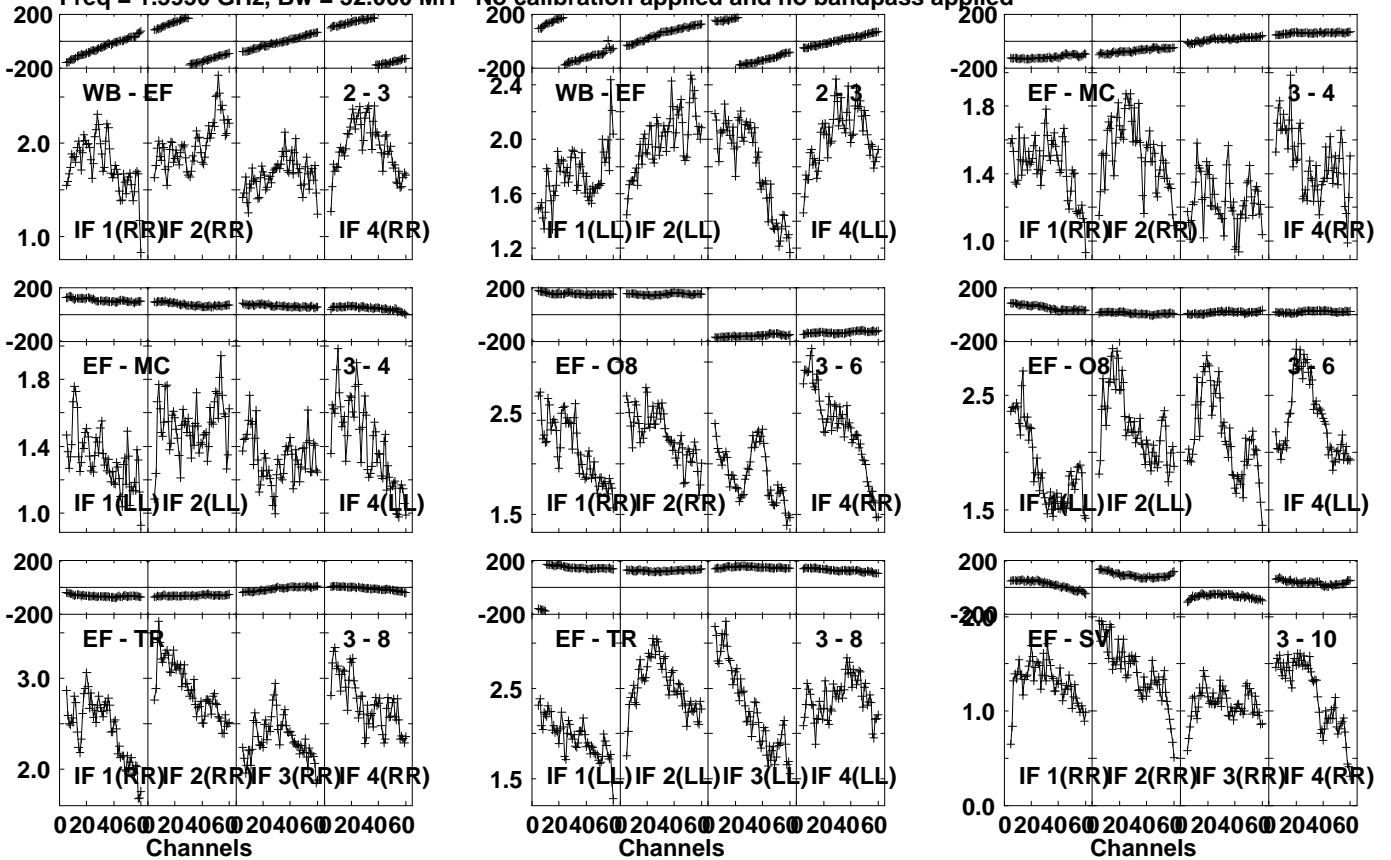 No calibration applied and no bandpass applied
200
-200
WB - EF 2 - 3
2.0
1.0
IF 1(RR) IF 2(RR) IF 4(RR)
WB - EF 2 - 3
2.4
2.0
1.6
1.2
IF 1(LL) IF 2(LL) IF 4(LL)
EF - MC 3 - 4
1.8
1.4
1.0
IF 1(RR) IF 2(RR) IF 4(RR)
200
-200
EF - MC 3 - 4
1.8
1.4
1.0
IF 1(LL) IF 2(LL) IF 4(LL)
200
-200
EF - O8 3 - 6
2.5
1.5
IF 1(RR) IF 2(RR) IF 4(RR)
200
-200
EF - O8 3 - 6
2.5
1.5
IF 1(LL) IF 2(LL) IF 4(LL)
200
-200
EF - TR 3 - 8
3.0
2.0
IF 1(RR) IF 2(RR) IF 3(RR) IF 4(RR)
200
-200
EF - TR 3 - 8
2.5
1.5
IF 1(LL) IF 2(LL) IF 3(LL) IF 4(LL)
200
-200
2.0
EF - SV 3 - 10
1.0
0.0
IF 1(RR) IF 2(RR) IF 3(RR) IF 4(RR)
0 20 40 60 0 20 40 60 0 20 40 60 0 20 40 60
Channels
0 20 40 60 0 20 40 60 0 20 40 60 0 20 40 60
Channels
0 20 40 60 0 20 40 60 0 20 40 60 0 20 40 60
Channels